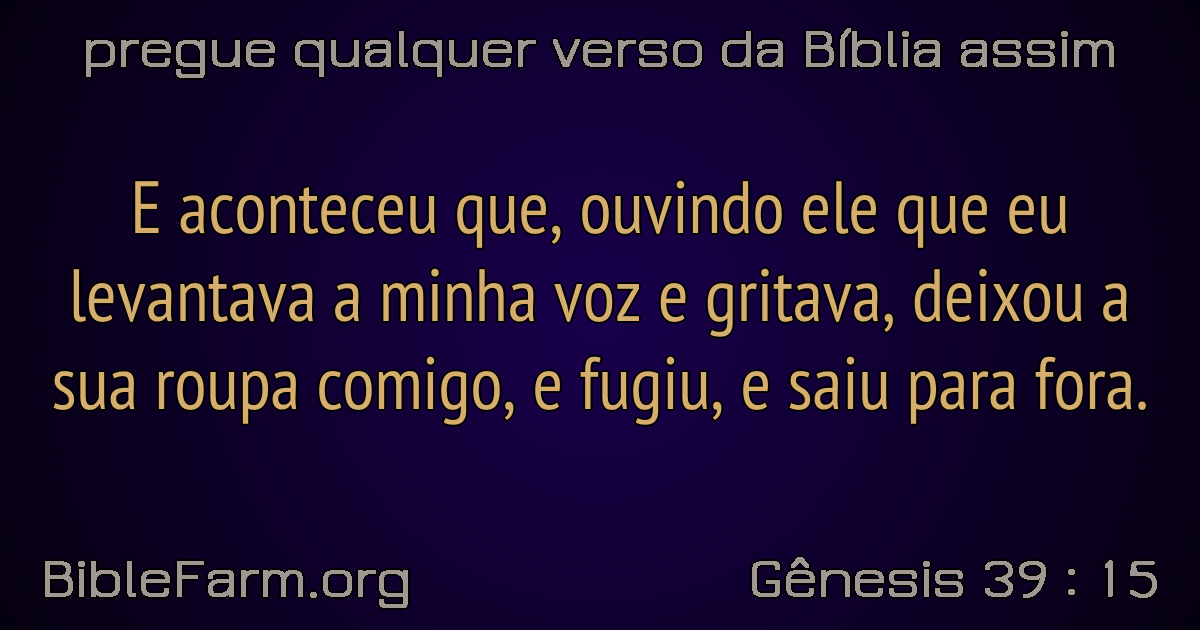 pregue qualquer verso da Bíblia assim
E aconteceu que, ouvindo ele que eu
levantava a minha voz e gritava, deixou a
sua roupa comigo, e fugiu, e saiu para fora.
BibleFarm.org
Gênesis 39 : 15